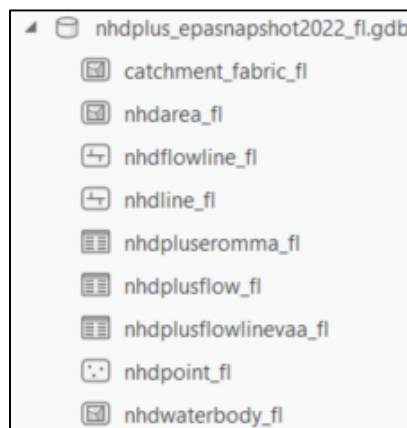 nhdplus_epasnapshot2022_fl.gdb
catchment_fabric_fl
nhdarea_fl
nhdflowline_fl
nhdline_fl
nhdpluseromma_fl
nhdplusflow_fl
nhdplusflowlinevaa_fl
nhdpoint_fl
nhdwaterbody_fl